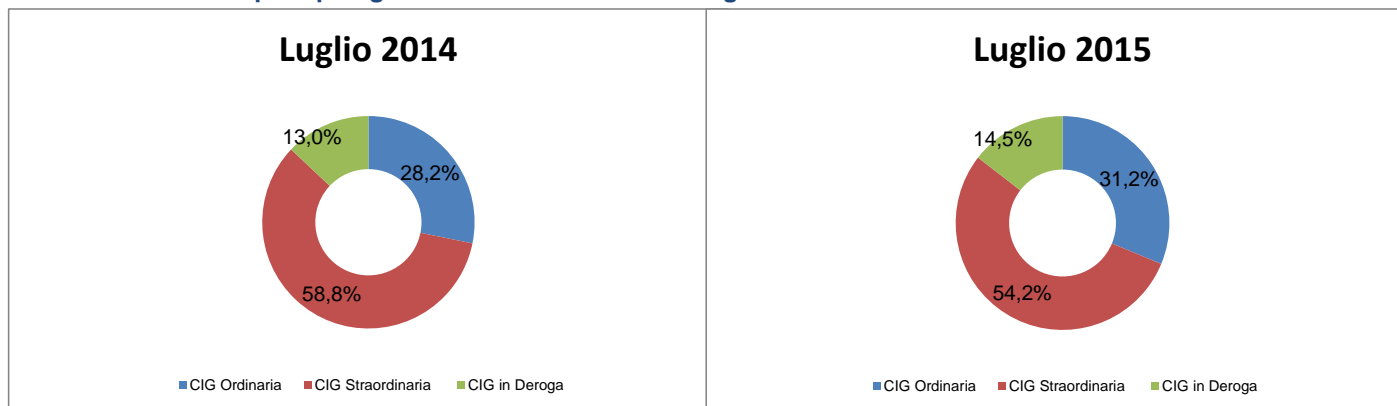 Luglio 2014
13,0%
28,2%
58,8%
CIG Ordinaria CIG Straordinaria CIG in Deroga
Luglio 2015
14,5%
31,2%
54,2%
CIG Ordinaria CIG Straordinaria CIG in Deroga